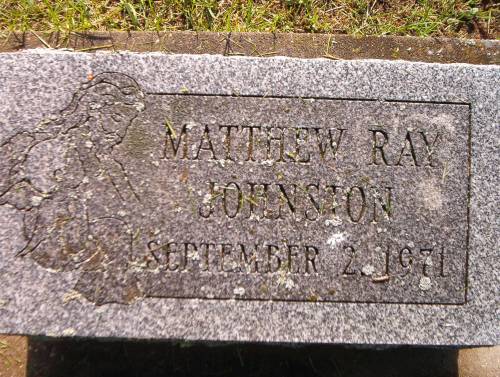 MATTHEW RAY
JOHNSTON
SEPTEMBER 2, 1971